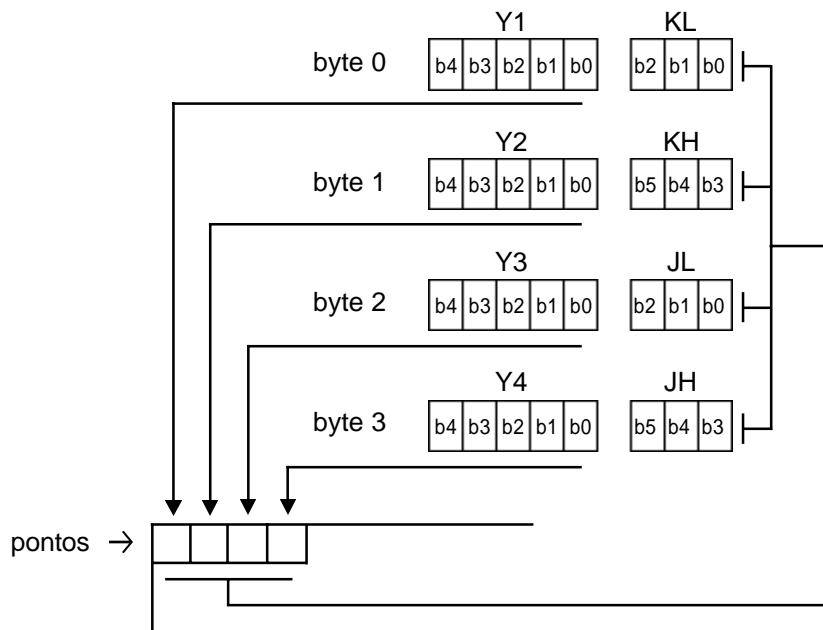 Y1 KL
byte 0 b4 b3 b2 b1 b0 b2 b1 b0
Y2 KH
byte 1 b4 b3 b2 b1 b0 b5 b4 b3
Y3 JL
byte 2 b4 b3 b2 b1 b0 b2 b1 b0
Y4 JH
byte 3 b4 b3 b2 b1 b0 b5 b4 b3
pontos →